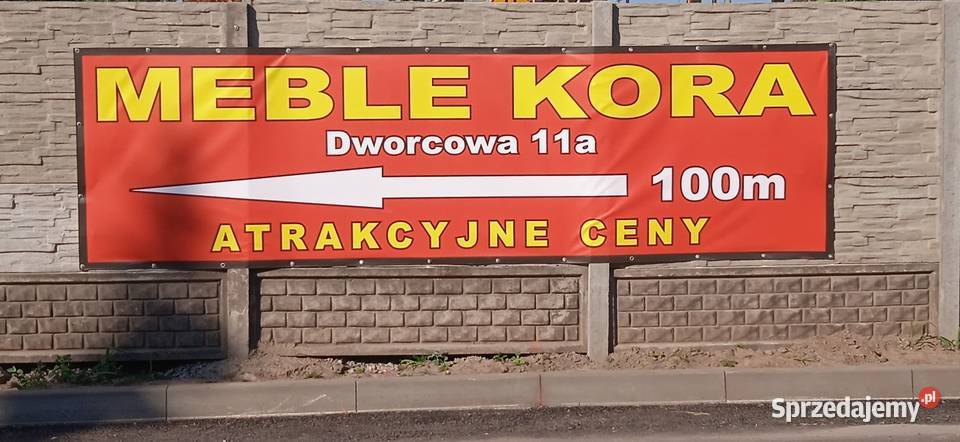 MEBLE KORA
Dworcowa 11a
100m
ATRAKCYJNE CENY
Sprzedajemy.pl